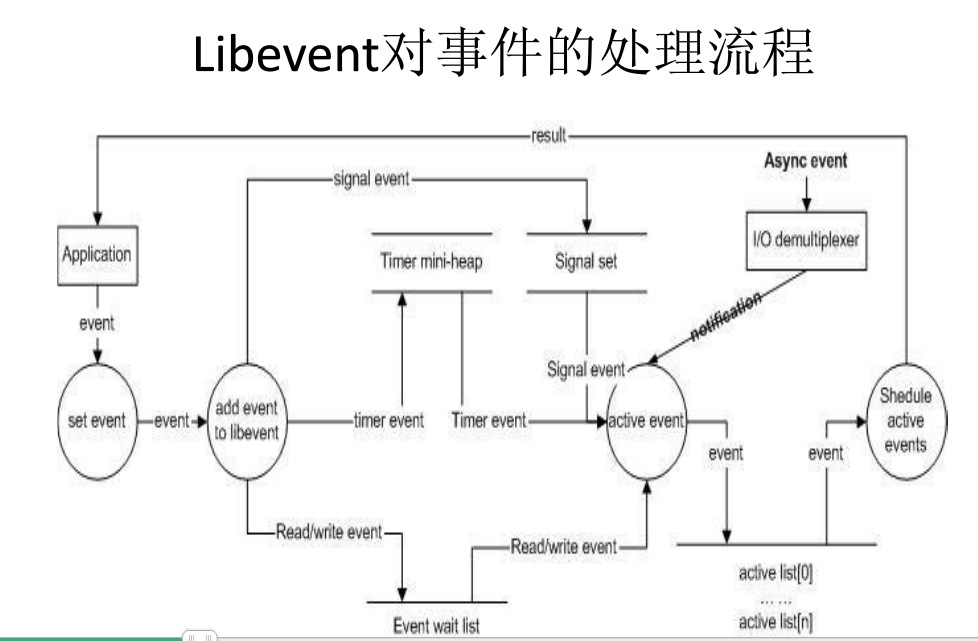 Libevent对事件的处理流程
result
Async event
signal event
Application
Timer mini-heap
Signal set
I/O demultiplexer
event
notification
Signal event
set event
event
add event
to libevent
timer event
Timer event
active event
Shedule
active
events
event
event
Read/write event
Read/write event
Event wait list
active list[0]
... ...
active list[n]